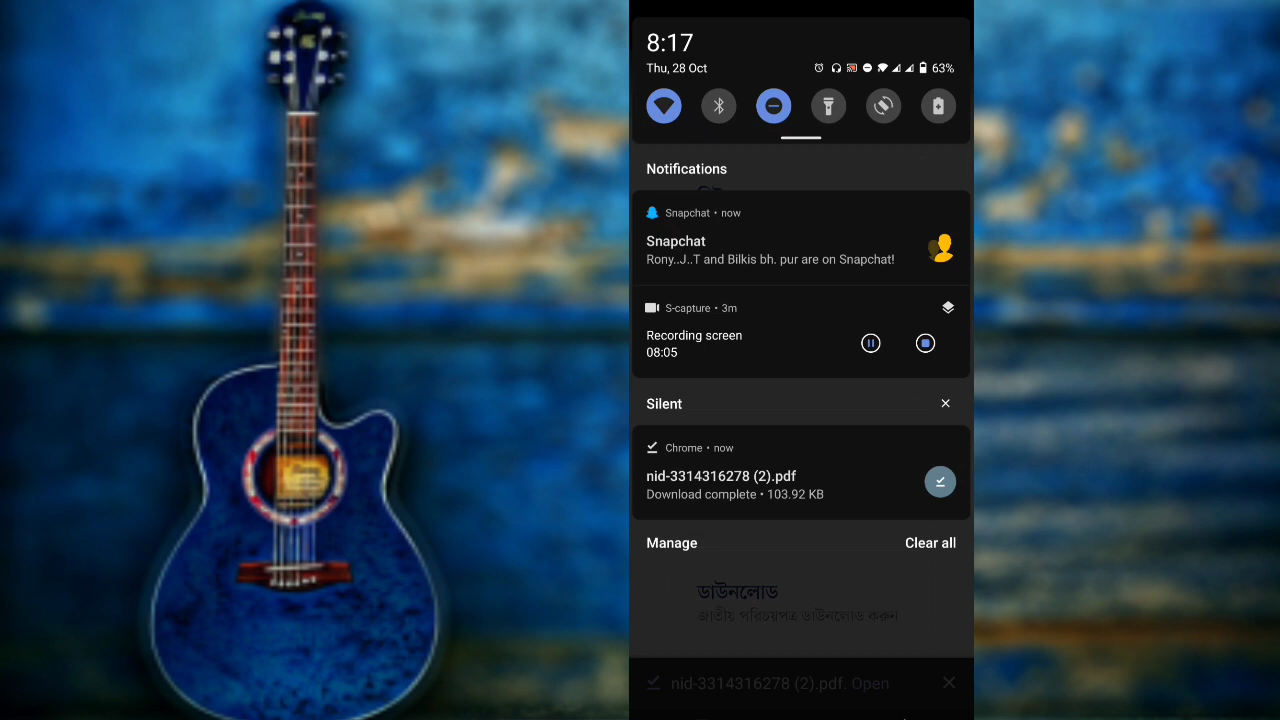 8:17
Thu, 28 Oct
63%
Notifications
Snapchat • now
Snapchat
Rony..J..T and Bilkis bh. pur are on Snapchat!
S-capture • 3m
Recording screen
08:05
Silent
Chrome • now
nid-3314316278 (2).pdf
Download complete • 103.92 KB
Manage
Clear all
ডাউনলোড
জাতীয় পরিচয়পত্র ডাউনলোড করুন
nid-3314316278 (2).pdf. Open